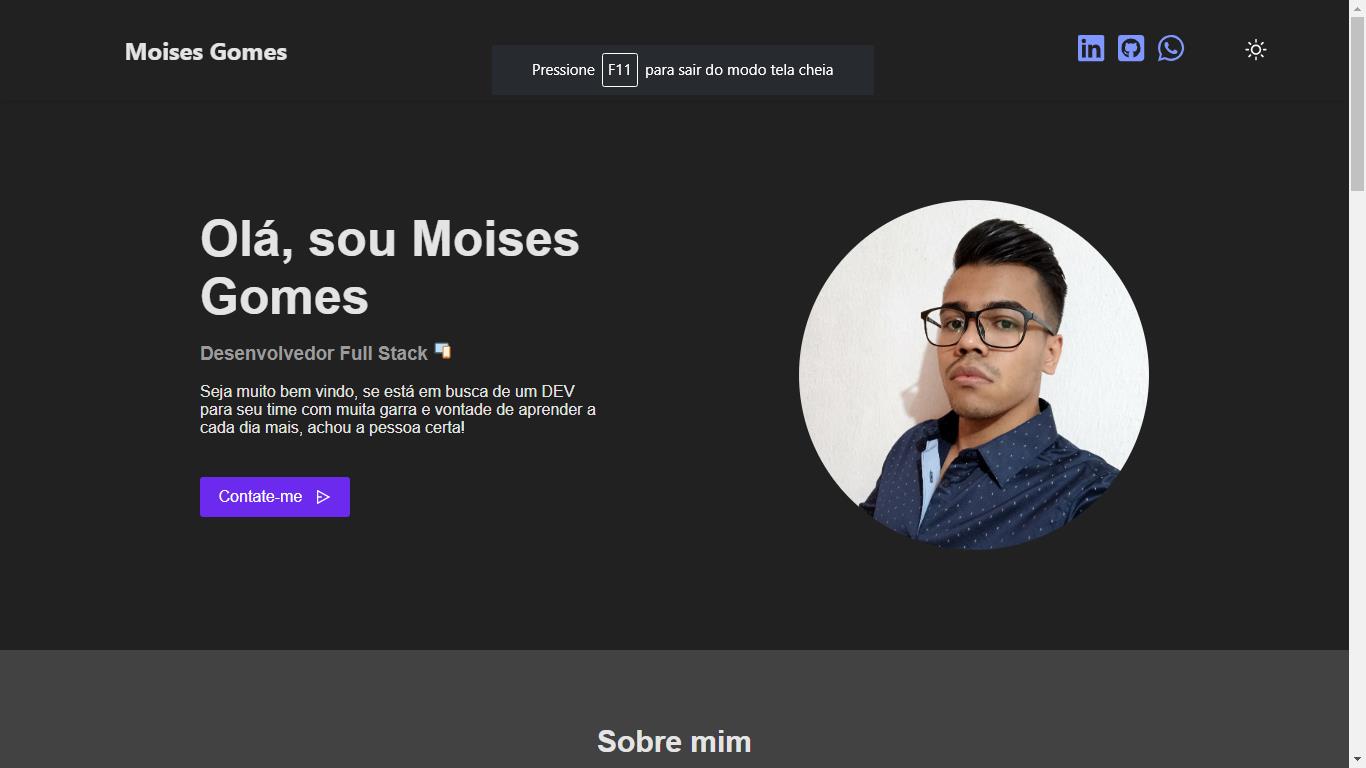 Moises Gomes
Pressione F11 para sair do modo tela cheia
Olá, sou Moises
Gomes
Desenvolvedor Full Stack
Seja muito bem vindo, se está em busca de um DEV
para seu time com muita garra e vontade de aprender a
cada dia mais, achou a pessoa certa!
Contate-me
Sobre mim